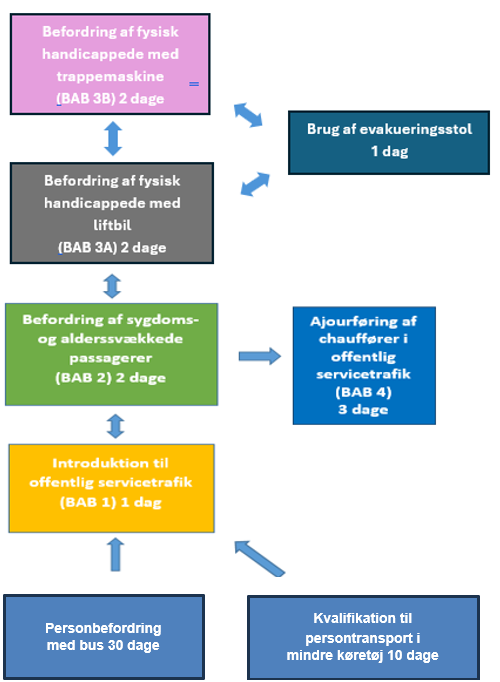 Befordring af fysisk
handicappede med
trappemaskine
(BAB 3B) 2 dage
Brug af evakueringsstol
1 dag
Befordring af fysisk
handicappede med
liftbil
(BAB 3A) 2 dage
Befordring af sygdoms-
og alderssvækkede
passagerer
(BAB 2) 2 dage
Ajourføring af
chauffører i
offentlig
servicetrafik
(BAB 4)
3 dage
Introduktion til
offentlig servicetrafik
(BAB 1) 1 dag
Personbefordring
med bus 30 dage
Kvalifikation til
persontransport i
mindre køretøj 10 dage